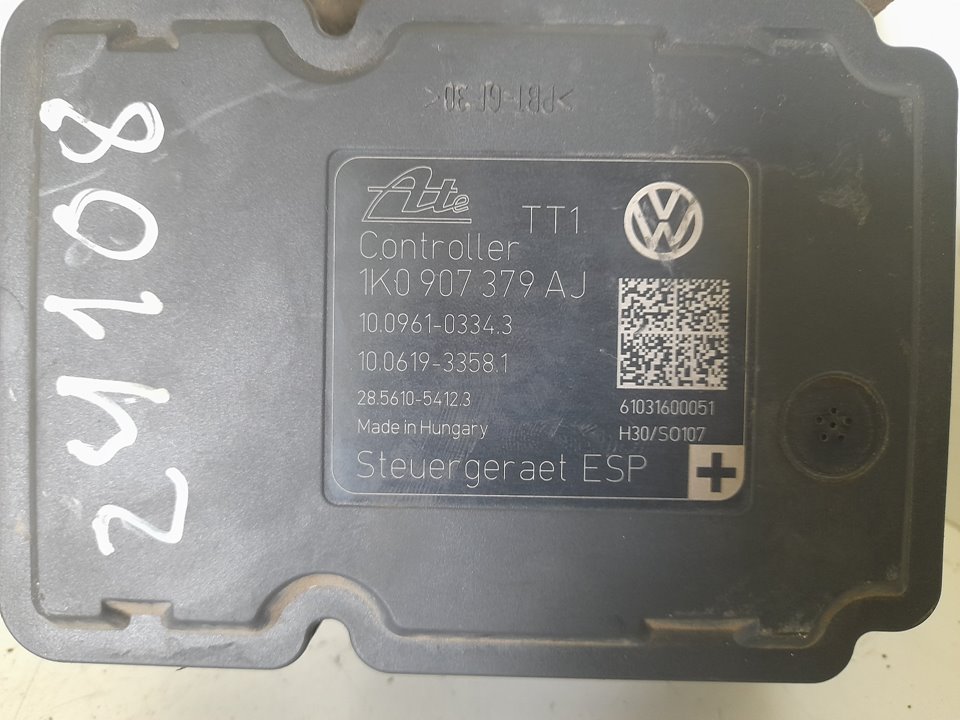 >PBT-GF30<
Ate
TT1
Controller
1K0 907 379 AJ
10.0961-0334.3
10.0619-3358.1
28.5610-5412.3
Made in Hungary
Steuergeraet ESP
61031600051
H30/SO107
24108